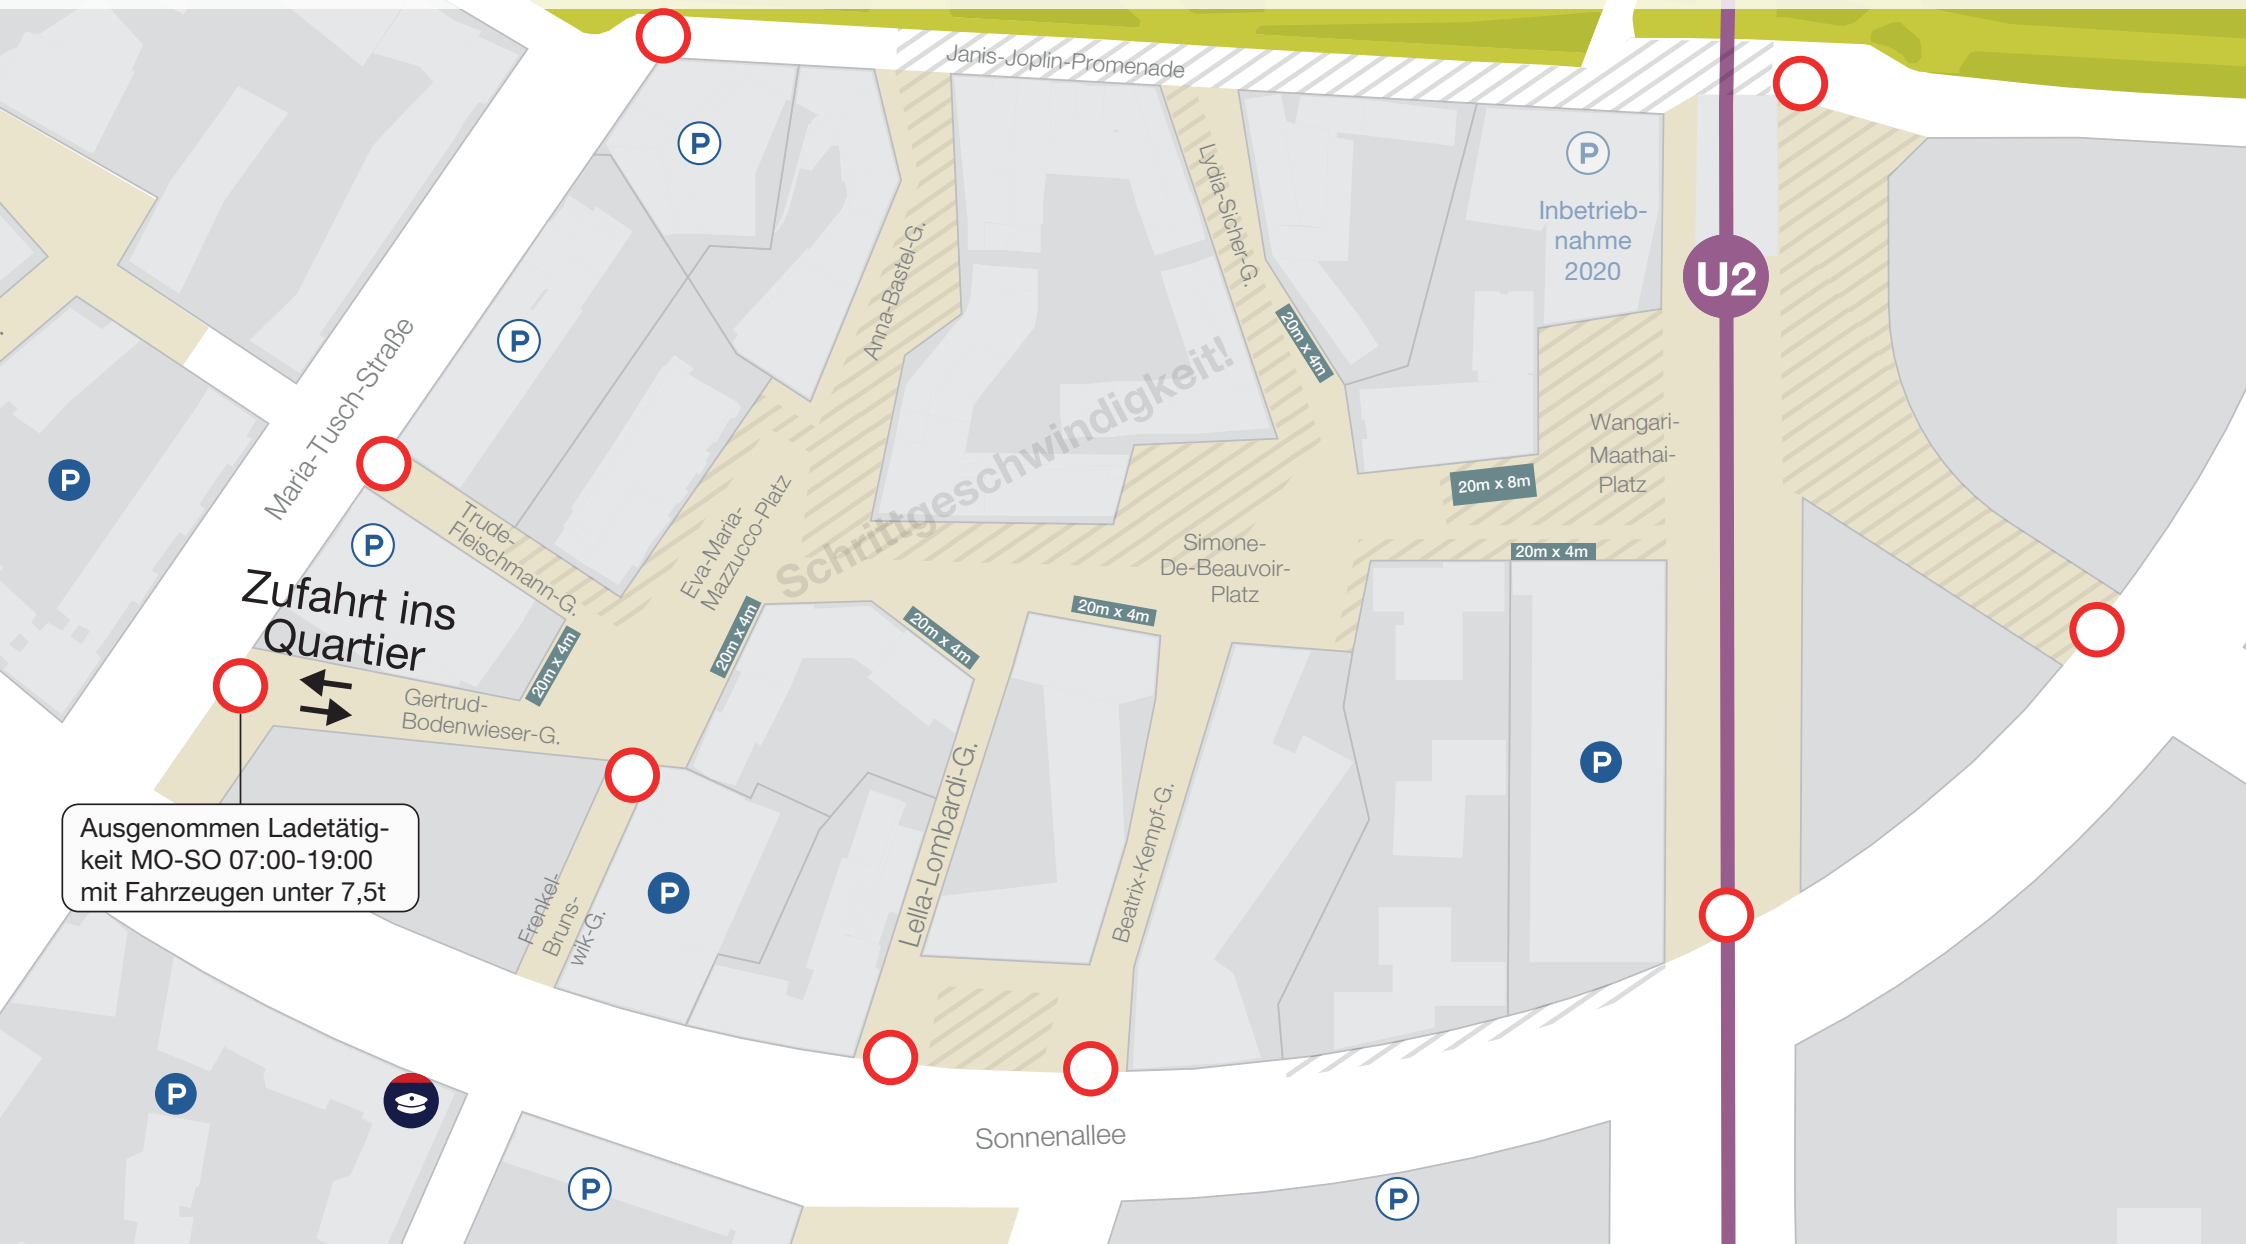 Janis-Joplin-Promenade
P
P
Inbetrieb-
nahme
2020
Lydia-Sicher-G.
Anna-Bastel-G.
U2
20m x 4m
P
Maria-Tusch-Straße
Schrittgeschwindigkeit!
Wangari-
Maathai-
Platz
P
20m x 8m
Trude-
Fleischmann-G.
Eva-Maria-
Mazzucco-Platz
Simone-
De-Beauvoir-
Platz
20m x 4m
P
Zufahrt ins
Quartier
20m x 4m
20m x 4m
20m x 4m
20m x 4m
Gertrud-
Bodenwieser-G.
P
Lella-Lombardi-G.
Beatrix-Kempf-G.
Ausgenommen Ladetätig-
keit MO-SO 07:00-19:00
mit Fahrzeugen unter 7,5t
Frenkel-
Bruns-
wik-G.
P
P
Sonnenallee
P
P